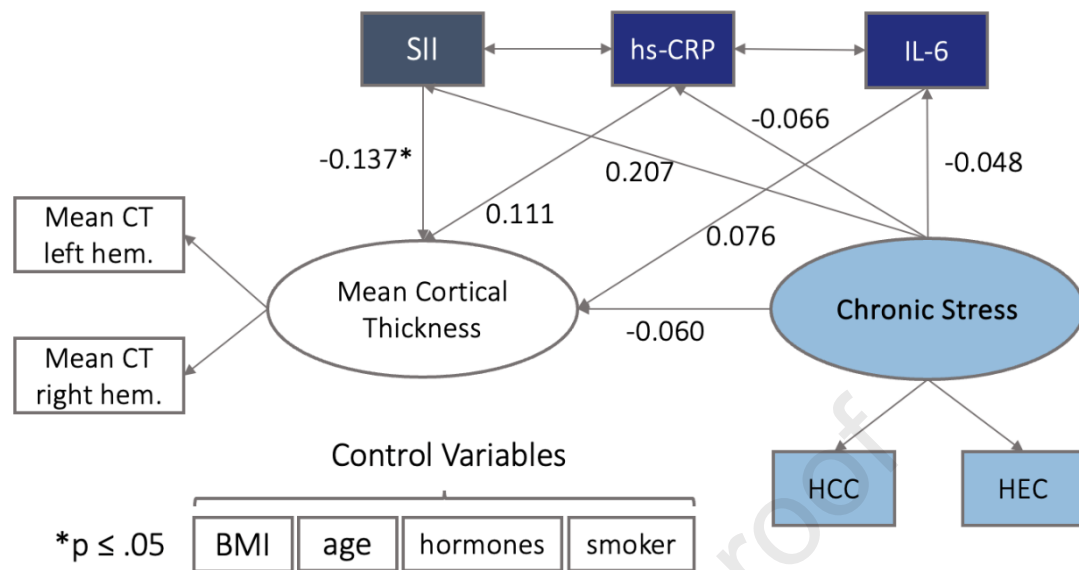 SII
hs-CRP
IL-6
-0.137*
0.111
0.207
-0.066
0.076
-0.048
Mean CT
left hem.
Mean CT
right hem.
Mean Cortical
Thickness
-0.060
Chronic Stress
HCC
HEC
Control Variables
*p ≤ .05
BMI
age
hormones
smoker
roof